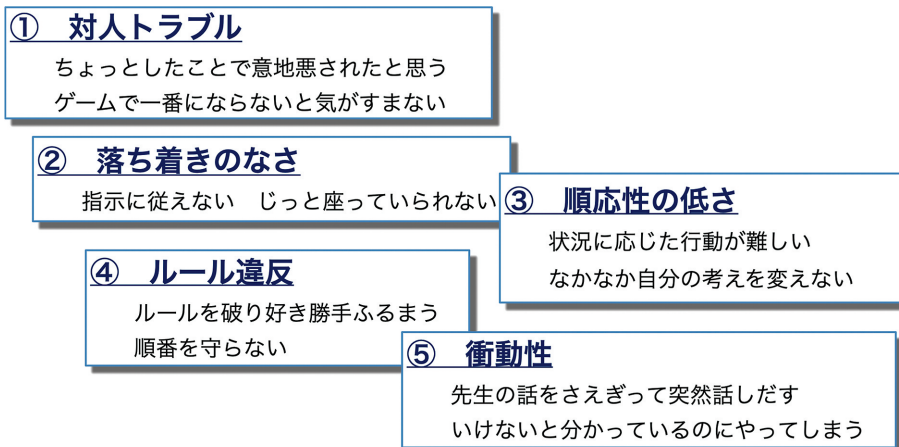 ① 対人トラブル
ちょっとしたことで意地悪されたと思う
ゲームで一番にならないと気がすまない
② 落ち着きのなさ
指示に従えない じっと座っていられない
③ 順応性の低さ
状況に応じた行動が難しい
なかなか自分の考えを変えない
④ ルール違反
ルールを破り好き勝手ふるまう
順番を守らない
⑤ 衝動性
先生の話をさえぎって突然話しだす
いけないと分かっているのにやってしまう